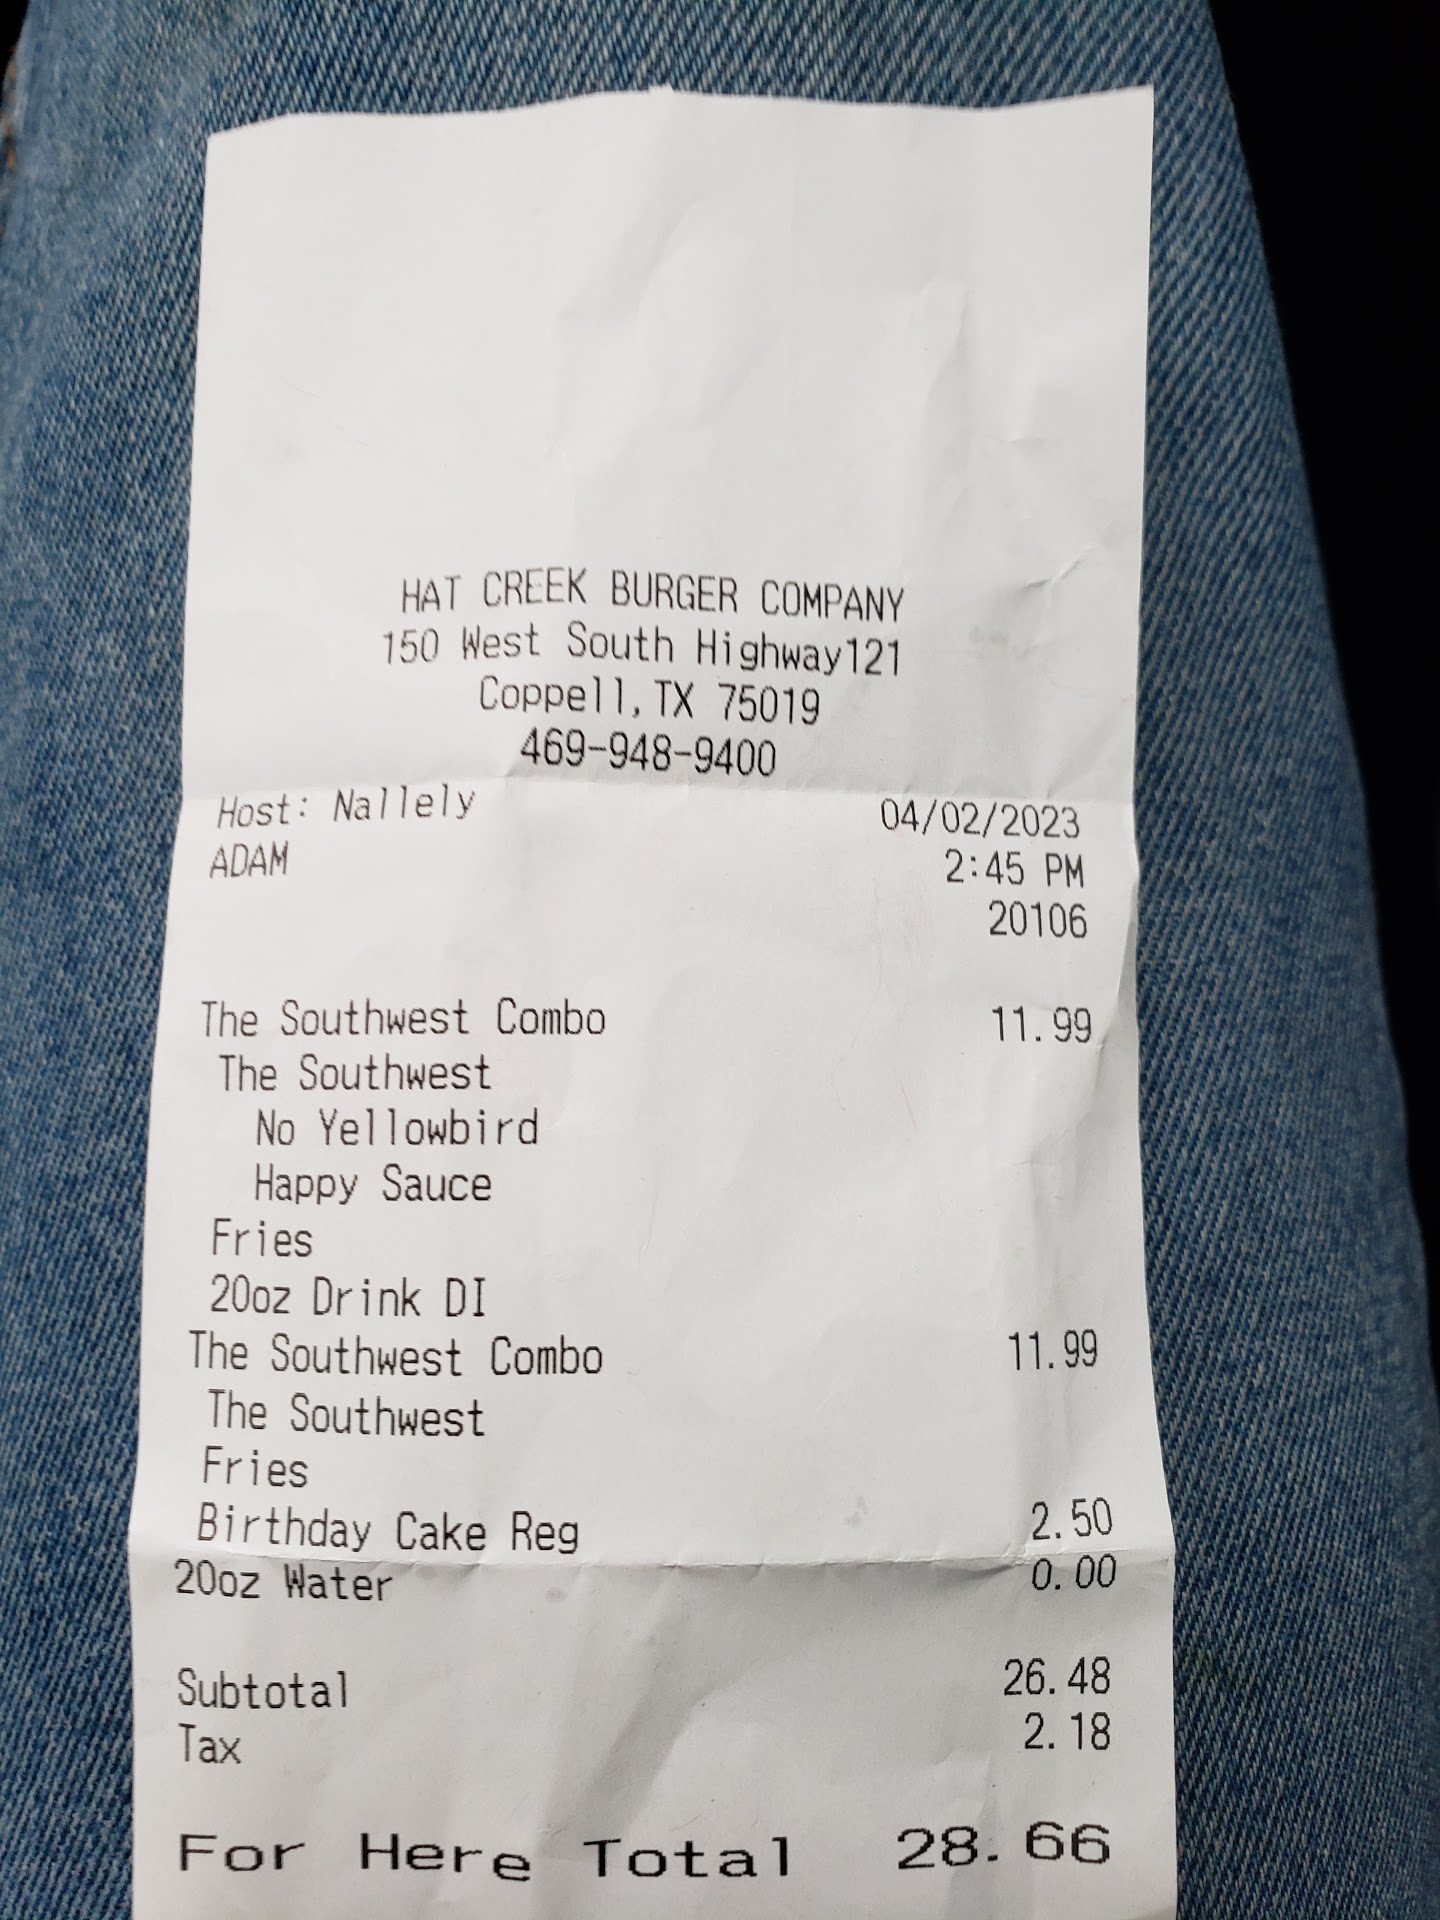 HAT CREEK BURGER COMPANY
150 West South Highway121
Coppell, TX 75019
469-948-9400
Host: Nallely 04/02/2023
ADAM 2:45 PM
20106
The Southwest Combo 11.99
The Southwest
No Yellowbird
Happy Sauce
Fries
20oz Drink DI
The Southwest Combo 11.99
The Southwest
Fries
Birthday Cake Reg 2.50
20oz Water 0.00
Subtotal 26.48
Tax 2.18
For Here Total 28.66